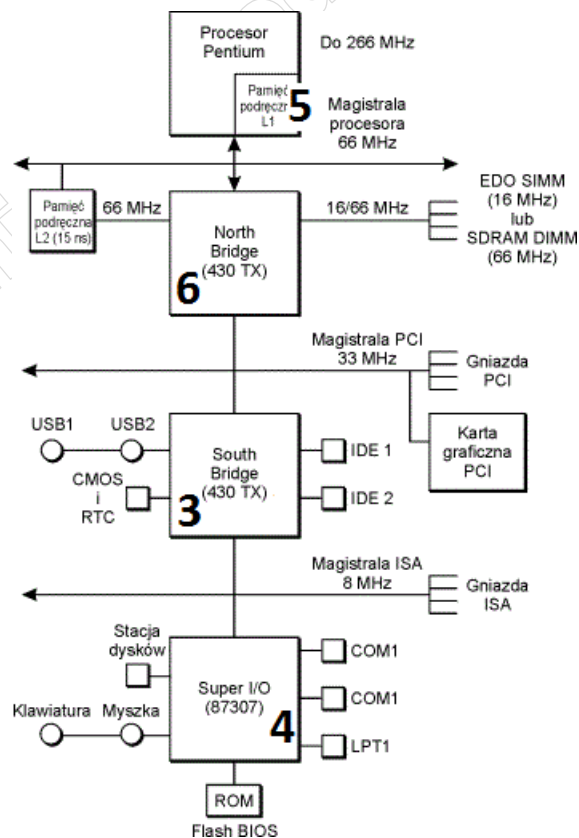 Procesor
Pentium
Do 266 MHz
Pamięć
podręczn
L1
5
Magistrala
procesora
66 MHz
Pamięć
podręczna
L2 (15 ns)
66 MHz
North
Bridge
(430 TX)
6
16/66 MHz
EDO SIMM
(16 MHz)
lub
SDRAM DIMM
(66 MHz)
Magistrala PCI
33 MHz
Gniazda
PCI
Karta
graficzna
PCI
USB1
USB2
CMOS
i
RTC
South
Bridge
(430 TX)
3
IDE 1
IDE 2
Magistrala ISA
8 MHz
Gniazda
ISA
Stacja
dysków
Klawiatura
Myszka
Super I/O
(87307)
4
COM1
COM1
LPT1
ROM
Flash BIOS